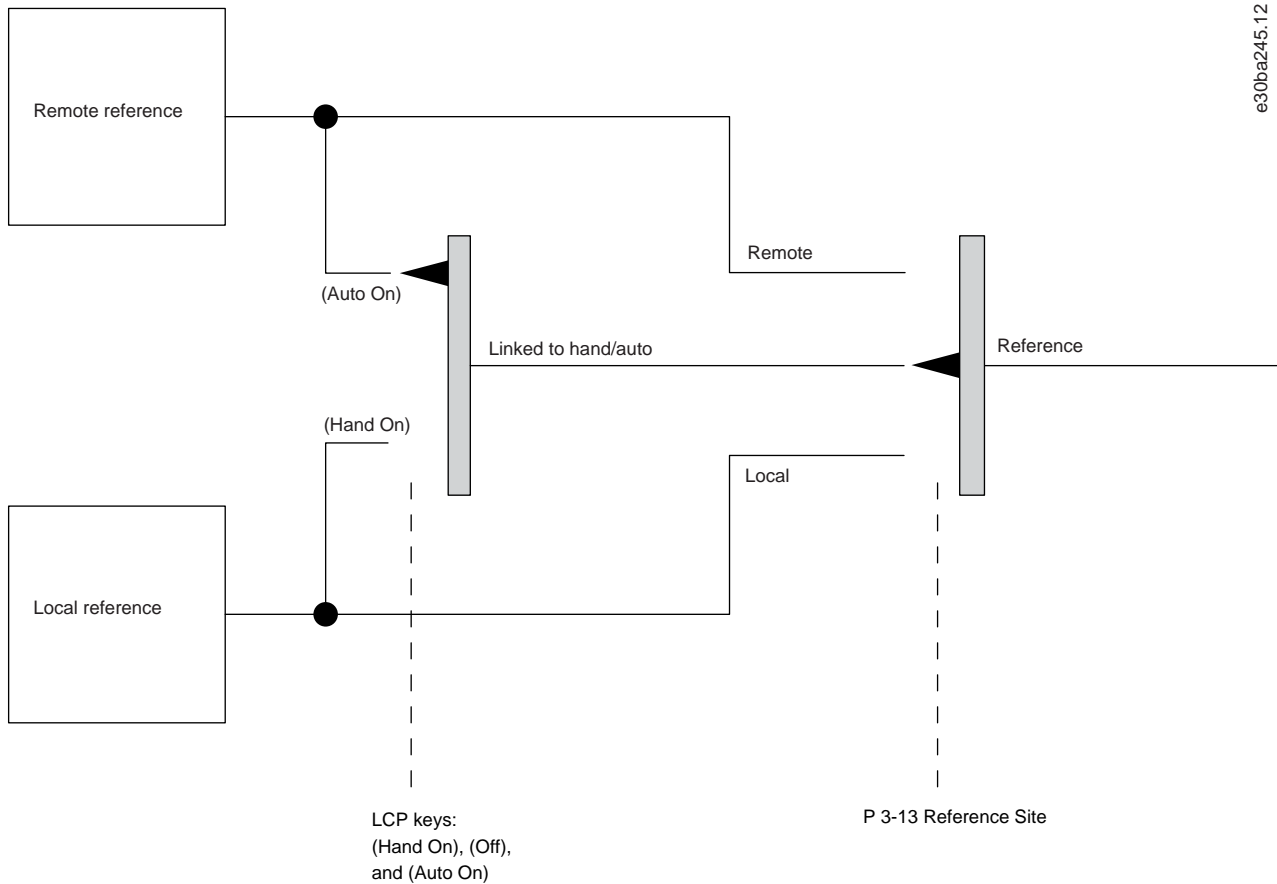 e30ba245.12
Remote reference
Remote
(Auto On)
Linked to hand/auto
Reference
(Hand On)
Local
Local reference
LCP keys:
(Hand On), (Off),
and (Auto On)
P 3-13 Reference Site